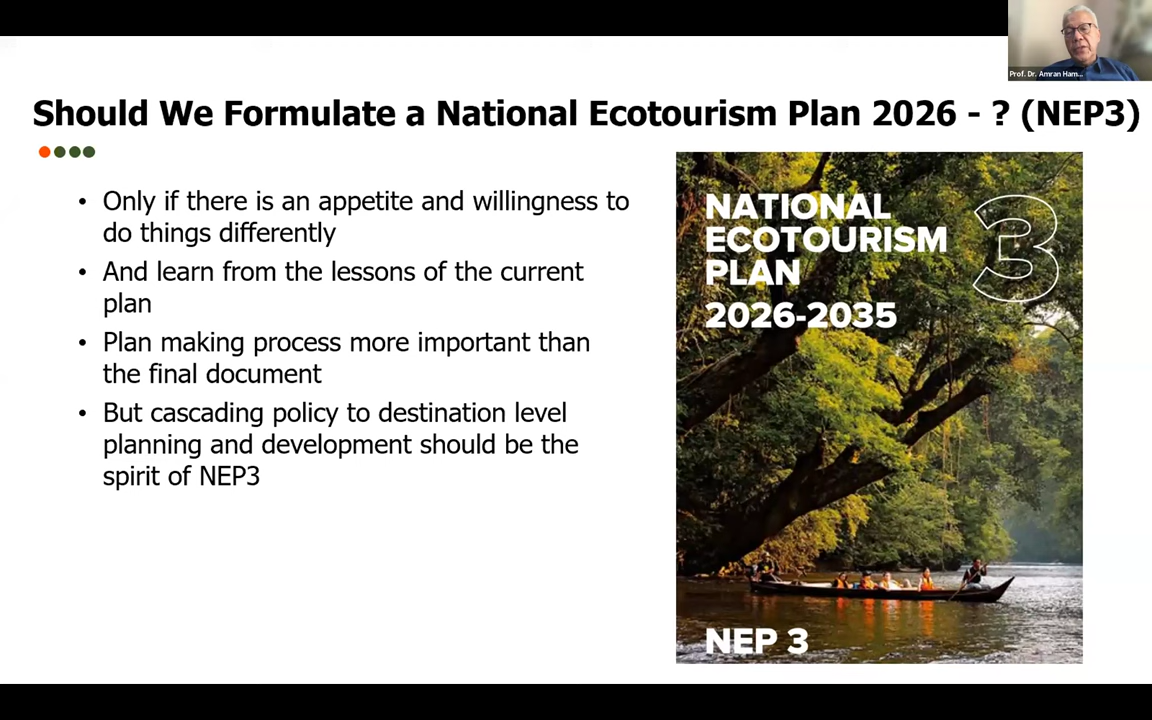 Prof. Dr. Amran Ham...
Should We Formulate a National Ecotourism Plan 2026 - ? (NEP3)
• Only if there is an appetite and willingness to
do things differently
• And learn from the lessons of the current
plan
• Plan making process more important than
the final document
• But cascading policy to destination level
planning and development should be the
spirit of NEP3
NATIONAL
ECOTOURISM
PLAN
3
2026-2035
NEP 3